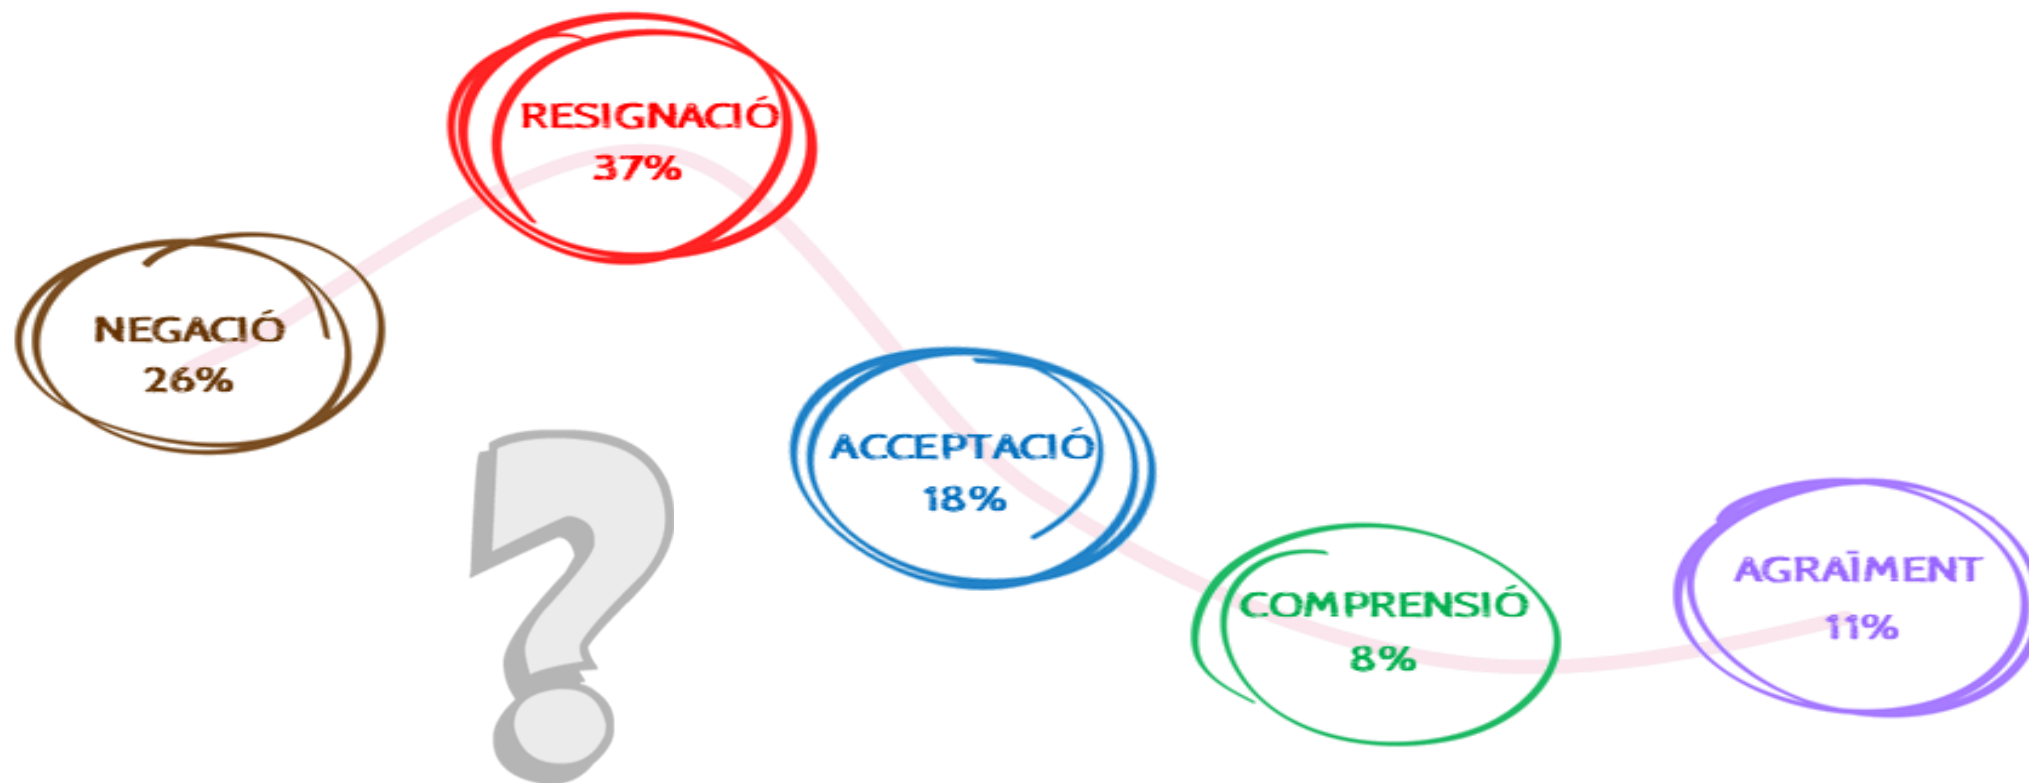 NEGACIÓ
26%
RESIGNACIÓ
37%
?
ACCEPTACIÓ
18%
COMPRENSIÓ
8%
AGRAÏMENT
11%